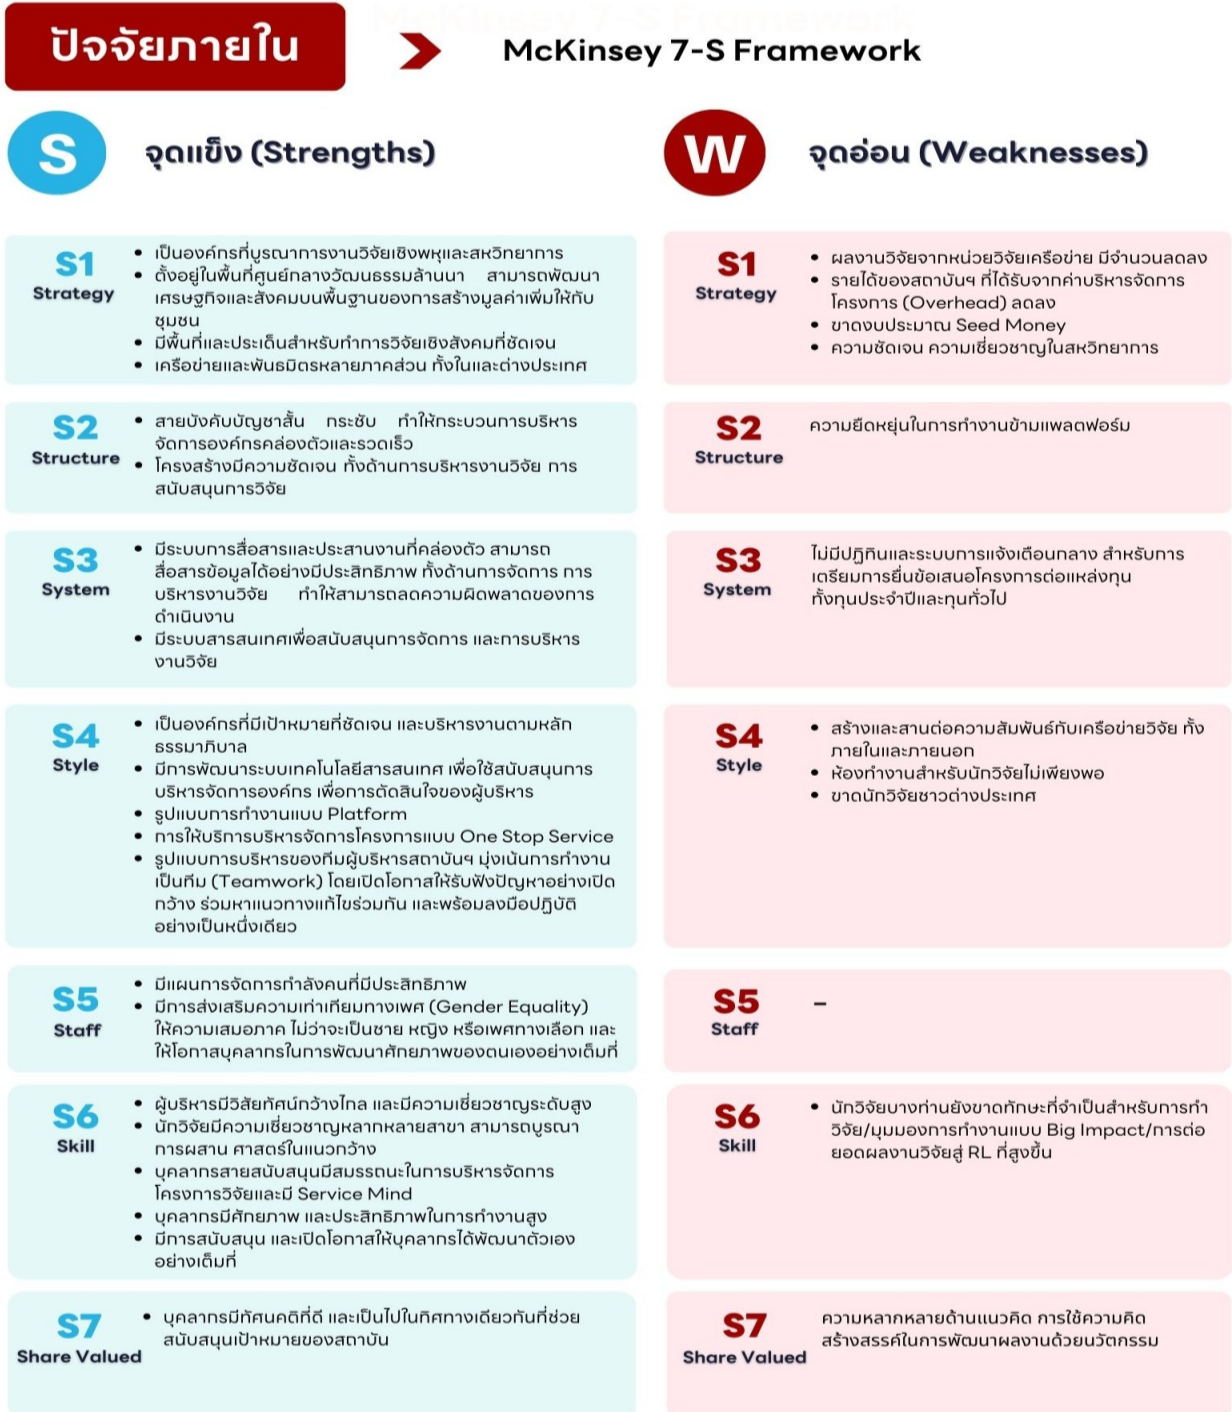 McKinsey 7-S Framework
ปัจจัยภายใน
McKinsey 7-S Framework
S
จุดแข็ง (Strengths)
S1
Strategy
• เป็นองค์กรที่บูรณาการงานวิจัยเชิงพหุและสหวิทยาการ
• ตั้งอยู่ในพื้นที่ศูนย์กลางวัฒนธรรมล้านนา สามารถพัฒนา
เศรษฐกิจและสังคมบนพื้นฐานของการสร้างมูลค่าเพิ่มให้กับ
ชุมชน
• มีพื้นที่และประเด็นสำหรับทำการวิจัยเชิงสังคมที่ชัดเจน
• เครือข่ายและพันธมิตรหลายภาคส่วน ทั้งในและต่างประเทศ
S2
Structure
• สายบังคับบัญชาสั้น กระชับ ทำให้กระบวนการบริหาร
จัดการองค์กรคล่องตัวและรวดเร็ว
• โครงสร้างมีความชัดเจน ทั้งด้านการบริหารงานวิจัย การ
สนับสนุนการวิจัย
S3
System
• มีระบบการสื่อสารและประสานงานที่คล่องตัว สามารถ
สื่อสารข้อมูลได้อย่างมีประสิทธิภาพ ทั้งด้านการจัดการ การ
บริหารงานวิจัย ทำให้สามารถลดความผิดพลาดของการ
ดำเนินงาน
• มีระบบสารสนเทศเพื่อสนับสนุนการจัดการ และการบริหาร
งานวิจัย
S4
Style
• เป็นองค์กรที่มีเป้าหมายที่ชัดเจน และบริหารงานตามหลัก
ธรรมาภิบาล
• มีการพัฒนาระบบเทคโนโลยีสารสนเทศ เพื่อใช้สนับสนุนการ
บริหารจัดการองค์กร เพื่อการตัดสินใจของผู้บริหาร
• รูปแบบการทำงานแบบ Platform
• การให้บริการบริหารจัดการโครงการแบบ One Stop Service
• รูปแบบการบริหารของทีมผู้บริหารสถาบันฯ มุ่งเน้นการทำงาน
เป็นทีม (Teamwork) โดยเปิดโอกาสให้รับฟังปัญหาอย่างเปิด
กว้าง ร่วมหาแนวทางแก้ไขร่วมกัน และพร้อมลงมือปฏิบัติ
อย่างเป็นหนึ่งเดียว
S5
Staff
• มีแผนการจัดการกำลังคนที่มีประสิทธิภาพ
• มีการส่งเสริมความเท่าเทียมทางเพศ (Gender Equality)
ให้ความเสมอภาค ไม่ว่าจะเป็นชาย หญิง หรือเพศทางเลือก และ
ให้โอกาสบุคลากรในการพัฒนาศักยภาพของตนเองอย่างเต็มที่
S6
Skill
• ผู้บริหารมีวิสัยทัศน์กว้างไกล และมีความเชี่ยวชาญระดับสูง
• นักวิจัยมีความเชี่ยวชาญหลากหลายสาขา สามารถบูรณา
การผสาน ศาสตร์ในแนวกว้าง
• บุคลากรสายสนับสนุนมีสมรรถนะในการบริหารจัดการ
โครงการวิจัยและมี Service Mind
• บุคลากรมีศักยภาพ และประสิทธิภาพในการทำงานสูง
• มีการสนับสนุน และเปิดโอกาสให้บุคลากรได้พัฒนาตัวเอง
อย่างเต็มที่
S7
Share Valued
• บุคลากรมีทัศนคติที่ดี และเป็นไปในทิศทางเดียวกันที่ช่วย
สนับสนุนเป้าหมายของสถาบัน
W
จุดอ่อน (Weaknesses)
S1
Strategy
• ผลงานวิจัยจากหน่วยวิจัยเครือข่าย มีจำนวนลดลง
• รายได้ของสถาบันฯ ที่ได้รับจากค่าบริหารจัดการ
โครงการ (Overhead) ลดลง
• ขาดงบประมาณ Seed Money
• ความชัดเจน ความเชี่ยวชาญในสหวิทยาการ
S2
Structure
ความยืดหยุ่นในการทำงานข้ามแพลตฟอร์ม
S3
System
ไม่มีปฏิทินและระบบการแจ้งเตือนกลาง สำหรับการ
เตรียมการยื่นข้อเสนอโครงการต่อแหล่งทุน
ทั้งทุนประจำปีและทุนทั่วไป
S4
Style
• สร้างและสานต่อความสัมพันธ์กับเครือข่ายวิจัย ทั้ง
ภายในและภายนอก
• ห้องทำงานสำหรับนักวิจัยไม่เพียงพอ
• ขาดนักวิจัยชาวต่างประเทศ
S5
Staff
–
S6
Skill
• นักวิจัยบางท่านยังขาดทักษะที่จำเป็นสำหรับการทำ
วิจัย/มุมมองการทำงานแบบ Big Impact/การต่อ
ยอดผลงานวิจัยสู่ RL ที่สูงขึ้น
S7
Share Valued
ความหลากหลายด้านแนวคิด การใช้ความคิด
สร้างสรรค์ในการพัฒนาผลงานด้วยนวัตกรรม